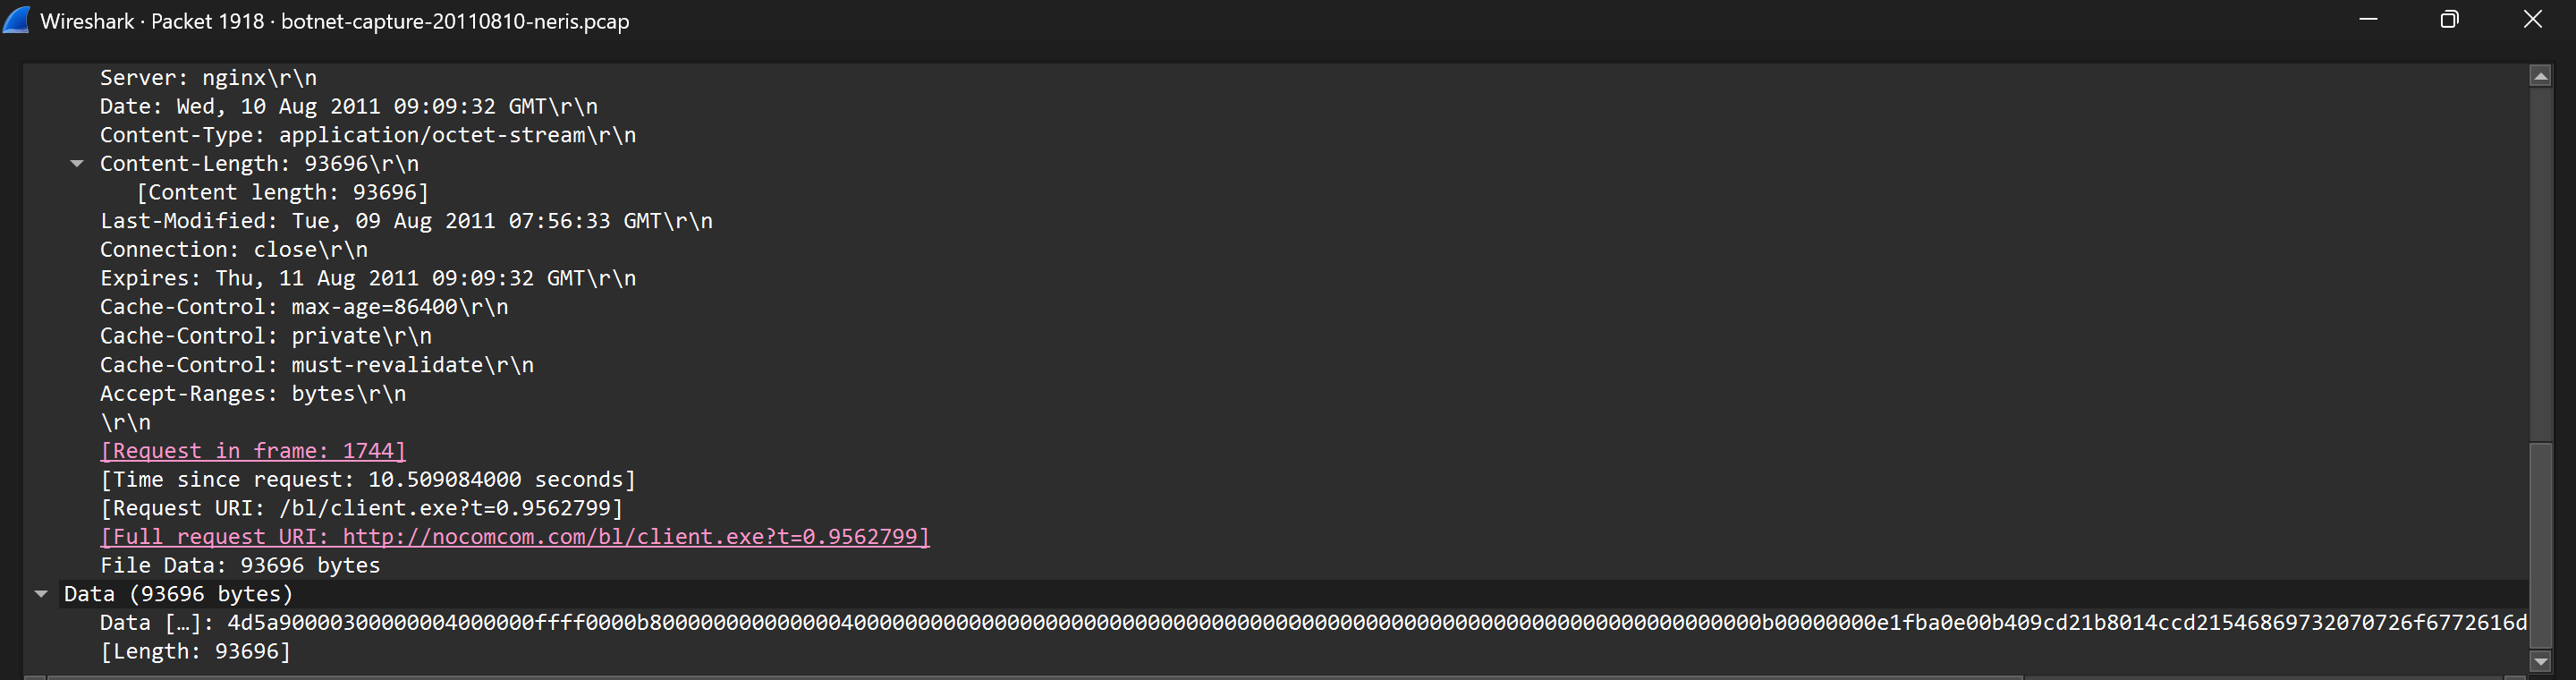 Wireshark · Packet 1918 · botnet-capture-20110810-neris.pcap
Server: nginx\r\n
Date: Wed, 10 Aug 2011 09:09:32 GMT\r\n
Content-Type: application/octet-stream\r\n
Content-Length: 93696\r\n
[Content length: 93696]
Last-Modified: Tue, 09 Aug 2011 07:56:33 GMT\r\n
Connection: close\r\n
Expires: Thu, 11 Aug 2011 09:09:32 GMT\r\n
Cache-Control: max-age=86400\r\n
Cache-Control: private\r\n
Cache-Control: must-revalidate\r\n
Accept-Ranges: bytes\r\n
\r\n
[Request in frame: 1744]
[Time since request: 10.509084000 seconds]
[Request URI: /bl/client.exe?t=0.9562799]
[Full request URI: http://nocomcom.com/bl/client.exe?t=0.9562799]
File Data: 93696 bytes
Data (93696 bytes)
Data […]:
[Length: 93696]